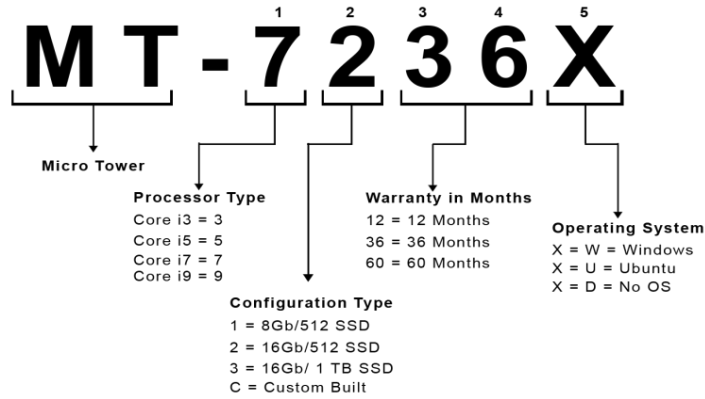 1 2 3 4 5
MT-7236X
Micro Tower
Processor Type
Core i3 = 3
Core i5 = 5
Core i7 = 7
Core i9 = 9
Configuration Type
1 = 8Gb/512 SSD
2 = 16Gb/512 SSD
3 = 16Gb/ 1 TB SSD
C = Custom Built
Warranty in Months
12 = 12 Months
36 = 36 Months
60 = 60 Months
Operating System
X = W = Windows
X = U = Ubuntu
X = D = No OS